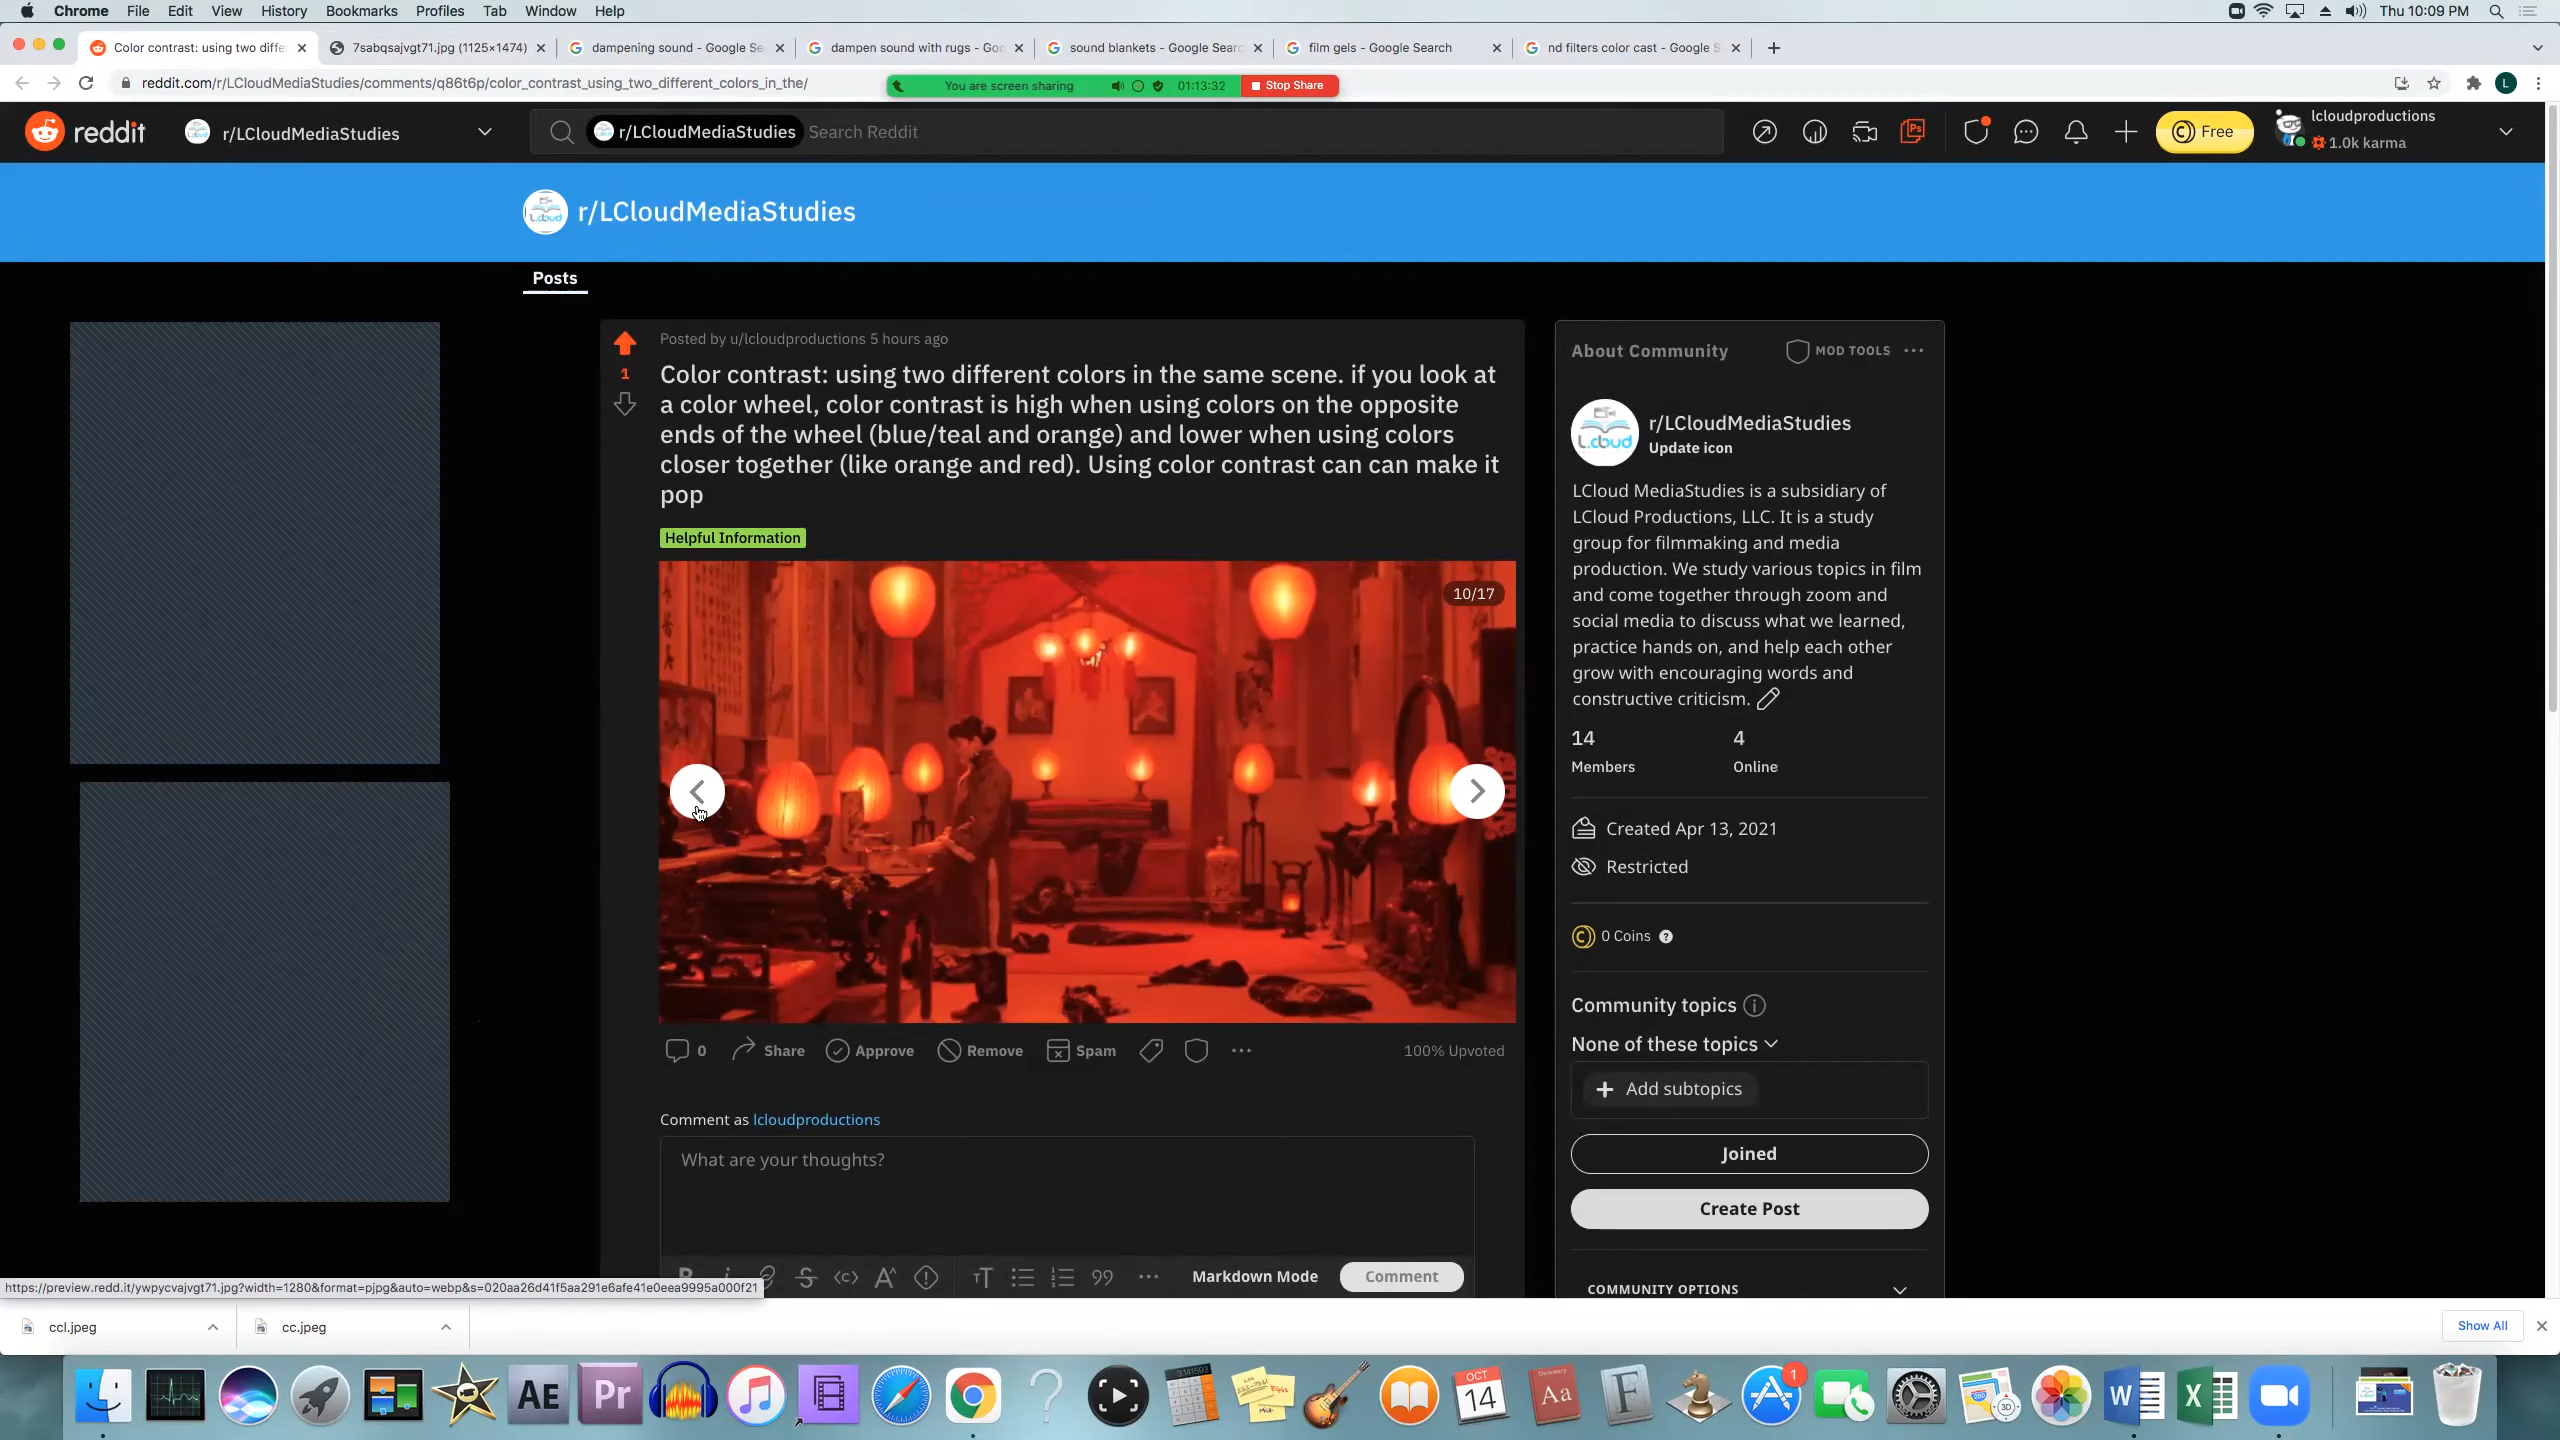 Chrome File Edit View History Bookmarks Profiles Tab Window Help Thu 10:09 PM
Color contrast: using two diffe 7sabqsajvgt71.jpg (1125×1474) dampening sound - Google Se dampen sound with rugs - Goo sound blankets - Google Searc film gels - Google Search nd filters color cast - Google S
reddit.com/r/LCloudMediaStudies/comments/q86t6p/color_contrast_using_two_different_colors_in_the/
You are screen sharing 01:13:32 Stop Share
reddit r/LCloudMediaStudies r/LCloudMediaStudies Search Reddit Ps Free lcloudproductions
1.0k karma
r/LCloudMediaStudies
Posts
Posted by u/lcloudproductions 5 hours ago
1
Color contrast: using two different colors in the same scene. if you look at
a color wheel, color contrast is high when using colors on the opposite
ends of the wheel (blue/teal and orange) and lower when using colors
closer together (like orange and red). Using color contrast can can make it
pop
Helpful Information
10/17
0 Share Approve Remove Spam 100% Upvoted
Comment as lcloudproductions
What are your thoughts?
Markdown Mode Comment
About Community MOD TOOLS
r/LCloudMediaStudies
Update icon
LCloud MediaStudies is a subsidiary of
LCloud Productions, LLC. It is a study
group for filmmaking and media
production. We study various topics in film
and come together through zoom and
social media to discuss what we learned,
practice hands on, and help each other
grow with encouraging words and
constructive criticism.
14 4
Members Online
Created Apr 13, 2021
Restricted
0 Coins
Community topics
None of these topics
Add subtopics
Joined
Create Post
COMMUNITY OPTIONS
https://preview.redd.it/ywpycvajvgt71.jpg?width=1280&format=pjpg&auto=webp&s=020aa26d41f5aa291e6afe41e0eea9995a000f21
ccl.jpeg cc.jpeg Show All
AE Pr OCT
14 Aa F 1 W X